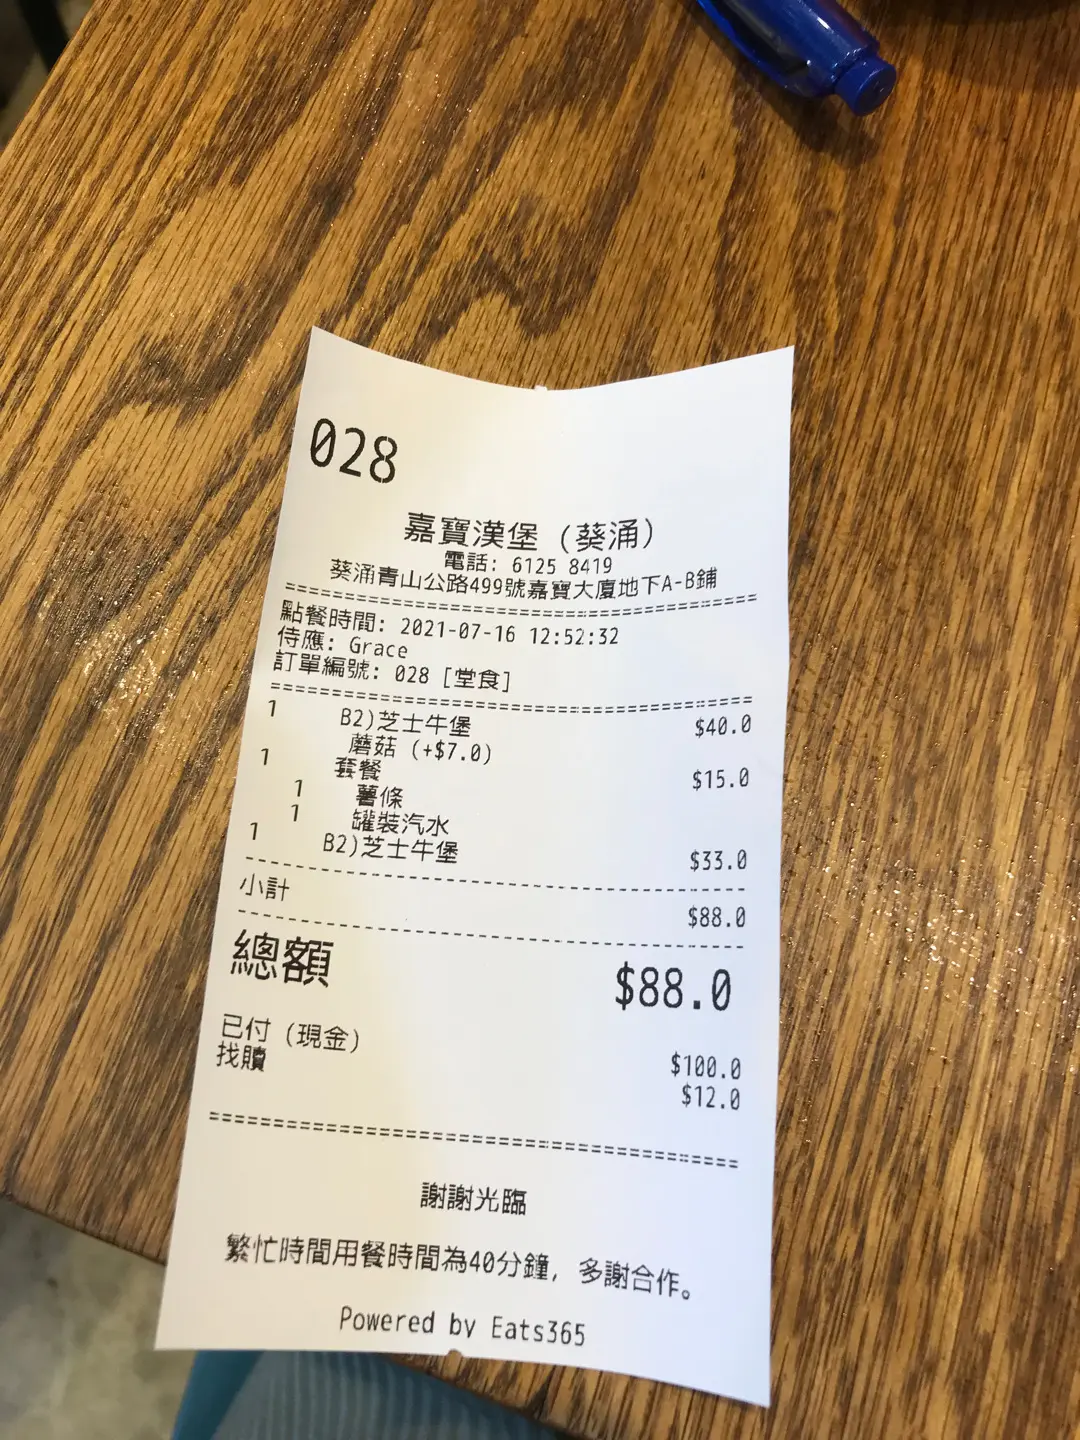 028
嘉寶漢堡 (葵涌)
電話: 6125 8419
葵涌青山公路499號嘉寶大廈地下A-B鋪
點餐時間: 2021-07-16 12:52:32
侍應: Grace
訂單編號: 028 [堂食]
1 B2)芝士牛堡 $40.0
蘑菇 (+$7.0)
1 套餐 $15.0
1 薯條
1 罐裝汽水
1 B2)芝士牛堡 $33.0
小計 $88.0
總額 $88.0
已付 (現金) $100.0
找贖 $12.0
謝謝光臨
繁忙時間用餐時間為40分鐘, 多謝合作。
Powered by Eats365